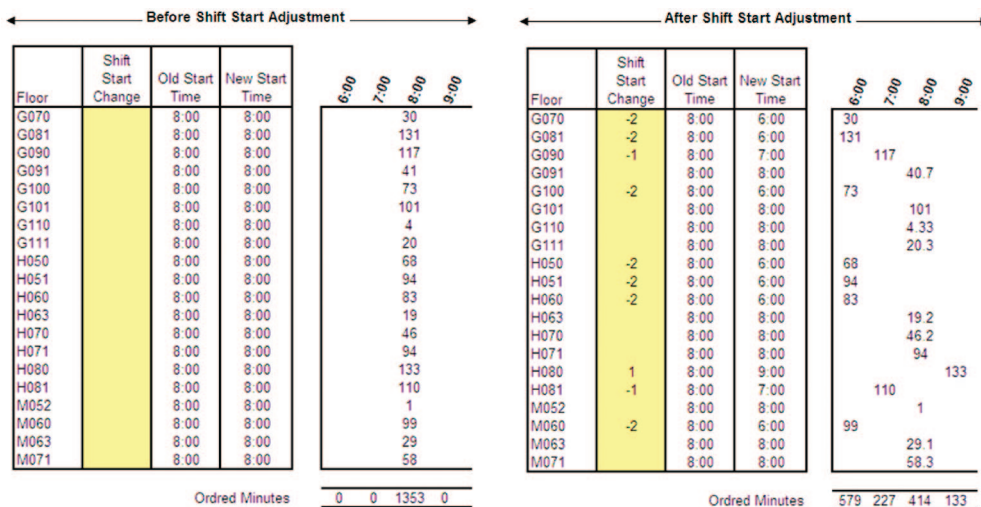 Before Shift Start Adjustment
Floor Shift Start Change Old Start Time New Start Time 6:00 7:00 8:00 9:00
G070 8:00 8:00 30
G081 8:00 8:00 131
G090 8:00 8:00 117
G091 8:00 8:00 41
G100 8:00 8:00 73
G101 8:00 8:00 101
G110 8:00 8:00 4
G111 8:00 8:00 20
H050 8:00 8:00 68
H051 8:00 8:00 94
H060 8:00 8:00 83
H063 8:00 8:00 19
H070 8:00 8:00 46
H071 8:00 8:00 94
H080 8:00 8:00 133
H081 8:00 8:00 110
M052 8:00 8:00 1
M060 8:00 8:00 99
M063 8:00 8:00 29
M071 8:00 8:00 58
Ordred Minutes 0 0 1353 0
After Shift Start Adjustment
Floor Shift Start Change Old Start Time New Start Time 6:00 7:00 8:00 9:00
G070 -2 8:00 6:00 30
G081 -2 8:00 6:00 131
G090 -1 8:00 7:00 117
G091 8:00 8:00 40.7
G100 -2 8:00 6:00 73
G101 8:00 8:00 101
G110 8:00 8:00 4.33
G111 8:00 8:00 20.3
H050 -2 8:00 6:00 68
H051 -2 8:00 6:00 94
H060 -2 8:00 6:00 83
H063 8:00 8:00 19.2
H070 8:00 8:00 46.2
H071 8:00 8:00 94
H080 1 8:00 9:00 133
H081 -1 8:00 7:00 110
M052 8:00 8:00 1
M060 -2 8:00 6:00 99
M063 8:00 8:00 29.1
M071 8:00 8:00 58.3
Ordred Minutes 579 227 414 133